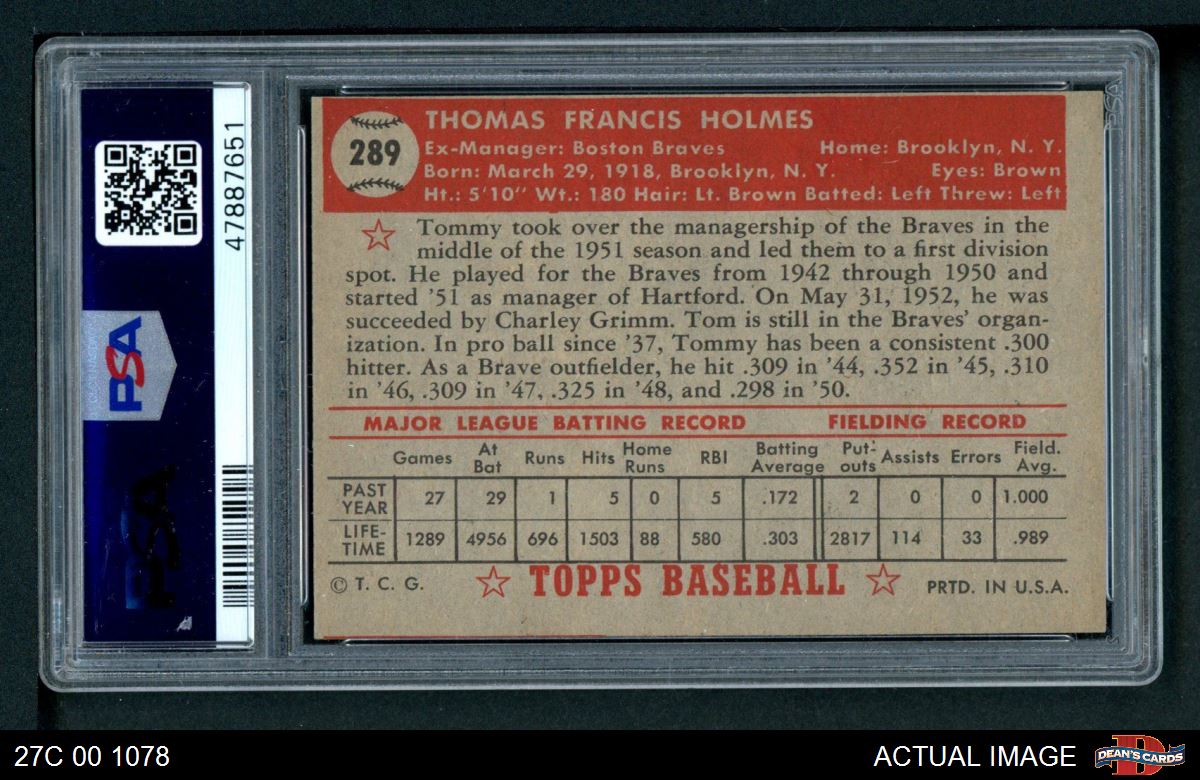 47887651
PSA
PSA
289
THOMAS FRANCIS HOLMES
Ex-Manager: Boston Braves Home: Brooklyn, N. Y.
Born: March 29, 1918, Brooklyn, N. Y. Eyes: Brown
Ht.: 5'10" Wt.: 180 Hair: Lt. Brown Batted: Left Threw: Left
Tommy took over the managership of the Braves in the
middle of the 1951 season and led them to a first division
spot. He played for the Braves from 1942 through 1950 and
started '51 as manager of Hartford. On May 31, 1952, he was
succeeded by Charley Grimm. Tom is still in the Braves' organ-
ization. In pro ball since '37, Tommy has been a consistent .300
hitter. As a Brave outfielder, he hit .309 in '44, .352 in '45, .310
in '46, .309 in '47, .325 in '48, and .298 in '50.
MAJOR LEAGUE BATTING RECORD FIELDING RECORD
Games At Bat Runs Hits Home Runs RBI Batting Average Put-outs Assists Errors Field. Avg.
PAST YEAR 27 29 1 5 0 5 .172 2 0 0 1.000
LIFE-TIME 1289 4956 696 1503 88 580 .303 2817 114 33 .989
© T. C. G. TOPPS BASEBALL PRTD. IN U.S.A.
27C 00 1078
ACTUAL IMAGE
DEAN'S CARDS